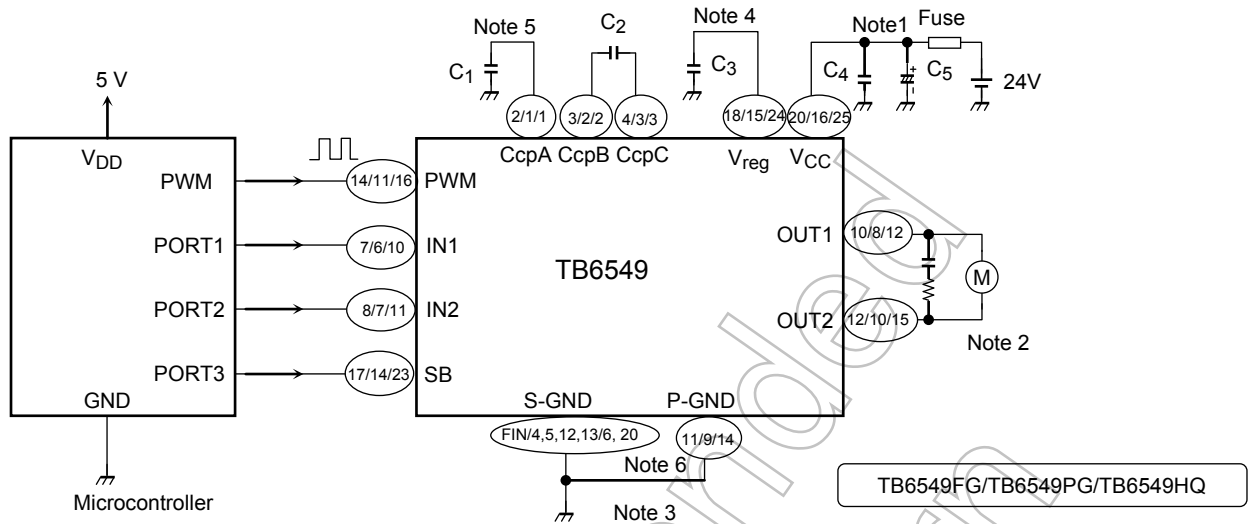 Note 5
C2
Note 4
Note1
Fuse
C1
C3
C4
C5
24V
5 V
2/1/1
3/2/2
4/3/3
18/15/24
20/16/25
VDD
CcpA
CcpB
CcpC
Vreg
VCC
PWM
14/11/16
PWM
PORT1
7/6/10
IN1
OUT1
10/8/12
TB6549
M
PORT2
8/7/11
IN2
OUT2
12/10/15
Note 2
PORT3
17/14/23
SB
GND
S-GND
P-GND
FIN/4,5,12,13/6, 20
11/9/14
Note 6
Microcontroller
Note 3
TB6549FG/TB6549PG/TB6549HQ